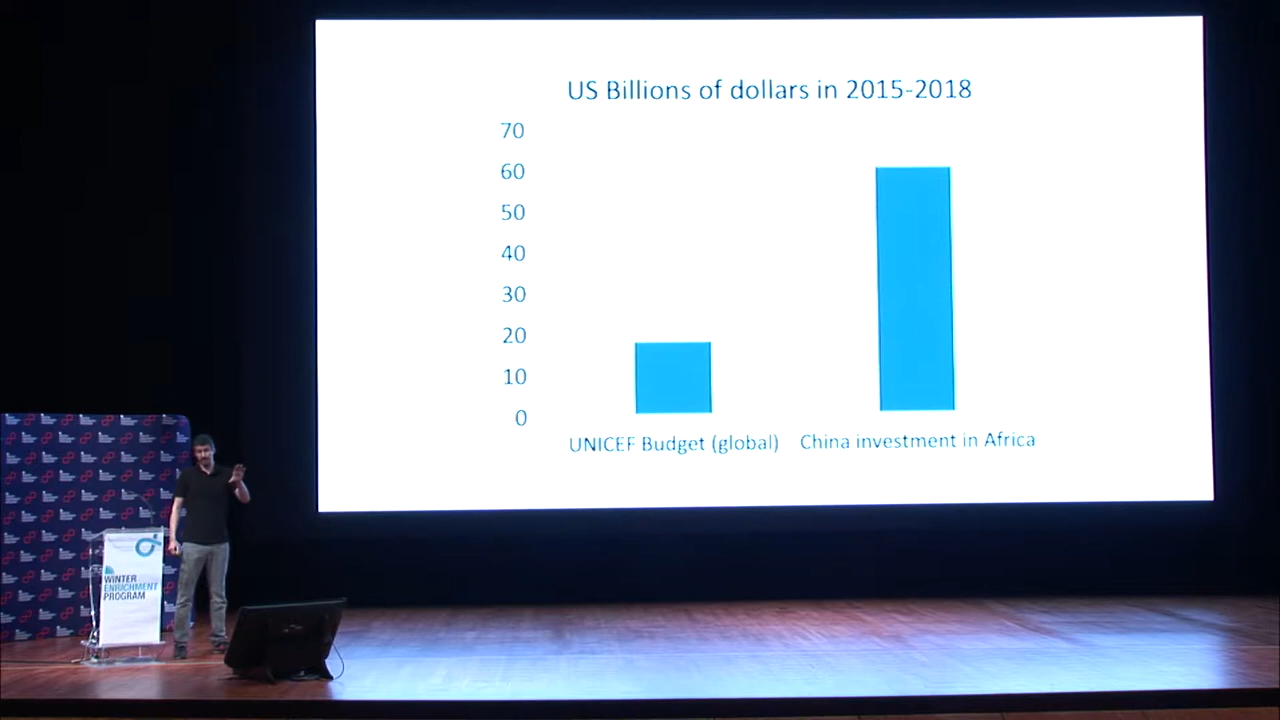 US Billions of dollars in 2015-2018
70
60
50
40
30
20
10
0
UNICEF Budget (global) China investment in Africa
WINTER
ENRICHMENT
PROGRAM